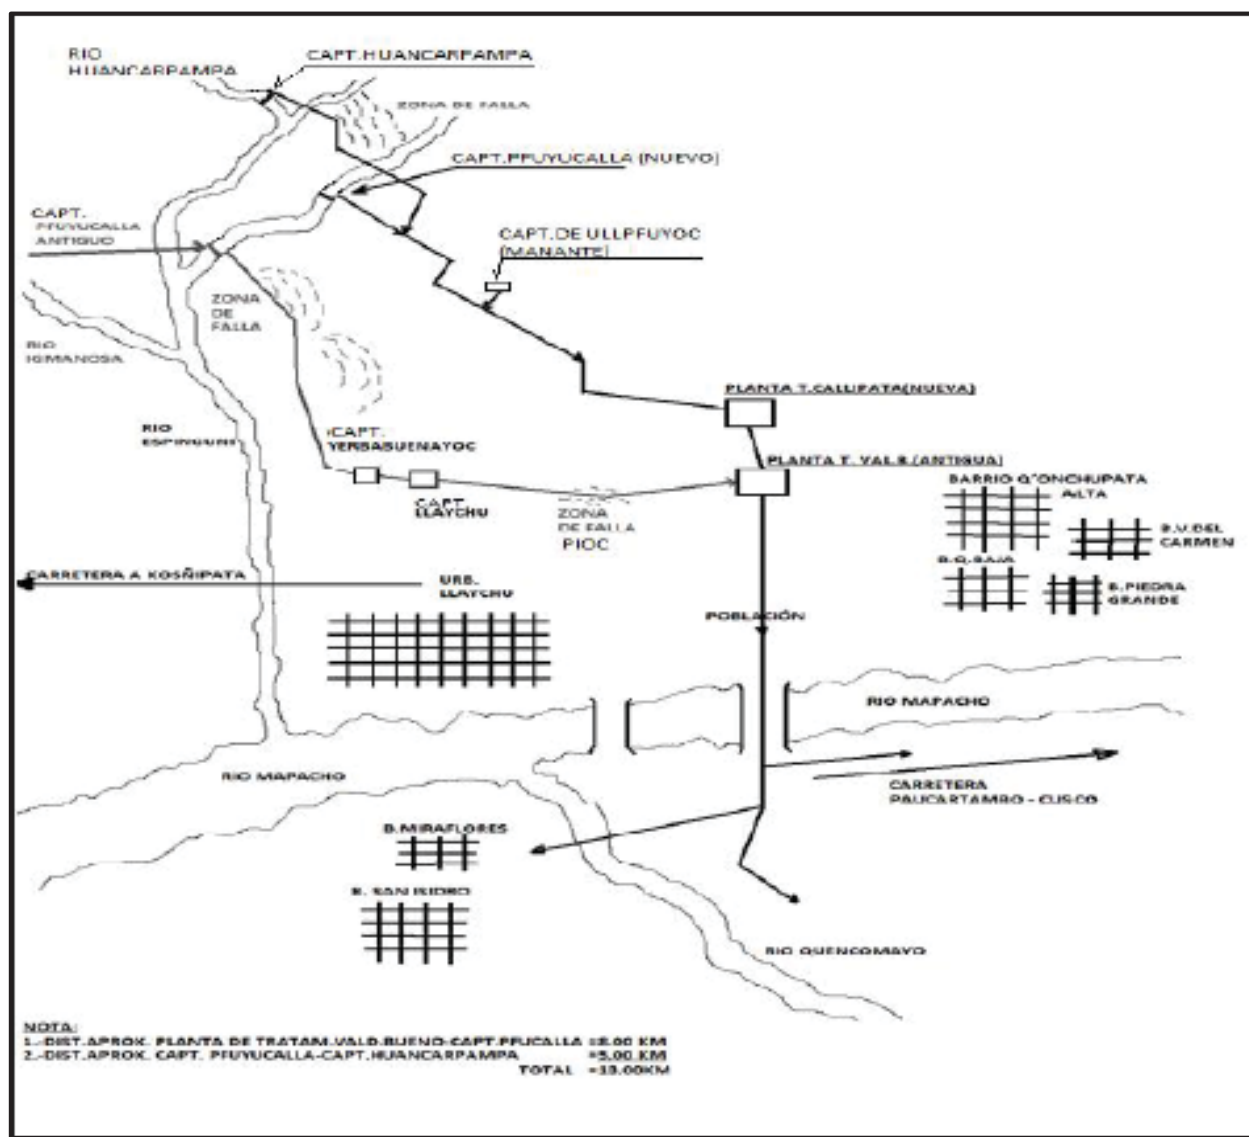 RIO
HUANCARPAMPA
CAPT.HUANCARPAMPA
ZONA DE FALLA
CAPT.PFUYUCALLA (NUEVO)
CAPT.
PFUYUCALLA
ANTIGUO
CAPT.DE ULLPFUYOC
(MANANTE)
ZONA
DE
FALLA
RIO
PLANTA T.CALLIPATA(NUEVA)
RIO
ESPINGUNI
CAPT.
YERBABUENAYOC
PLANTA T. VAL.B.(ANTIGUA)
BARRIO Q'ONCHUPATA
ALTA
CAPT.
LLAYCHU
ZONA
DE FALLA
PIOC
B.V.DEL
CARMEN
B.Q.BAJA
CARRETERA A KOSÑIPATA
URB.
LLAYCHU
B.PIEDRA
GRANDE
POBLACIÓN
RIO MAPACHO
RIO MAPACHO
CARRETERA
PAUCARTAMBO - CUSCO
B.MIRAFLORES
B. SAN ISIDRO
RIO QUENCOMAYO
NOTA:
1.-DIST.APROX. PLANTA DE TRATAM.VALD.BUENO-CAPT.PFUCALLA =8.00 KM
2.-DIST.APROX. CAPT. PFUYUCALLA-CAPT.HUANCARPAMPA =5.00 KM
TOTAL =13.00KM